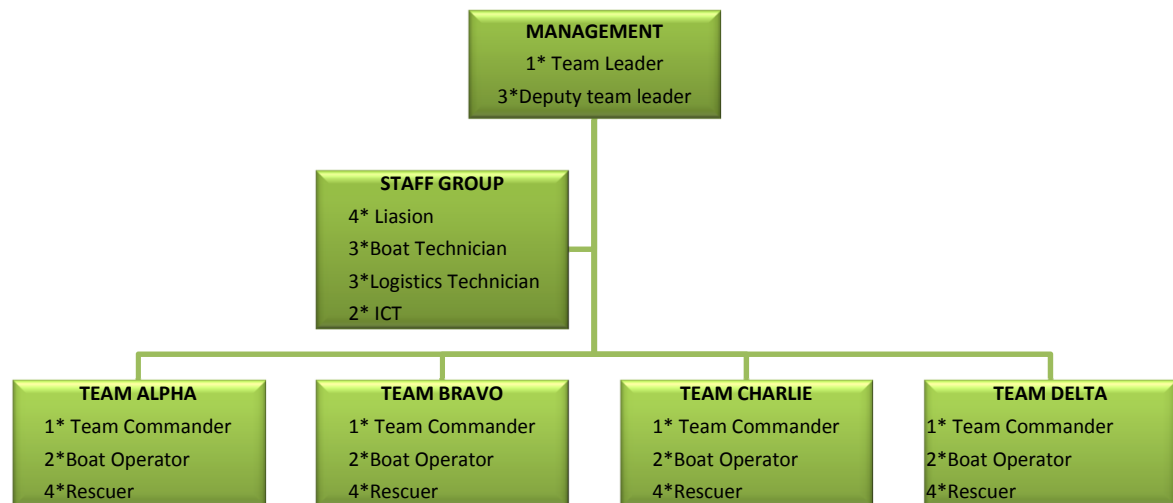 MANAGEMENT
1* Team Leader
3*Deputy team leader
STAFF GROUP
4* Liasion
3*Boat Technician
3*Logistics Technician
2* ICT
TEAM ALPHA
1* Team Commander
2*Boat Operator
4*Rescuer
TEAM BRAVO
1* Team Commander
2*Boat Operator
4*Rescuer
TEAM CHARLIE
1* Team Commander
2*Boat Operator
4*Rescuer
TEAM DELTA
1* Team Commander
2*Boat Operator
4*Rescuer